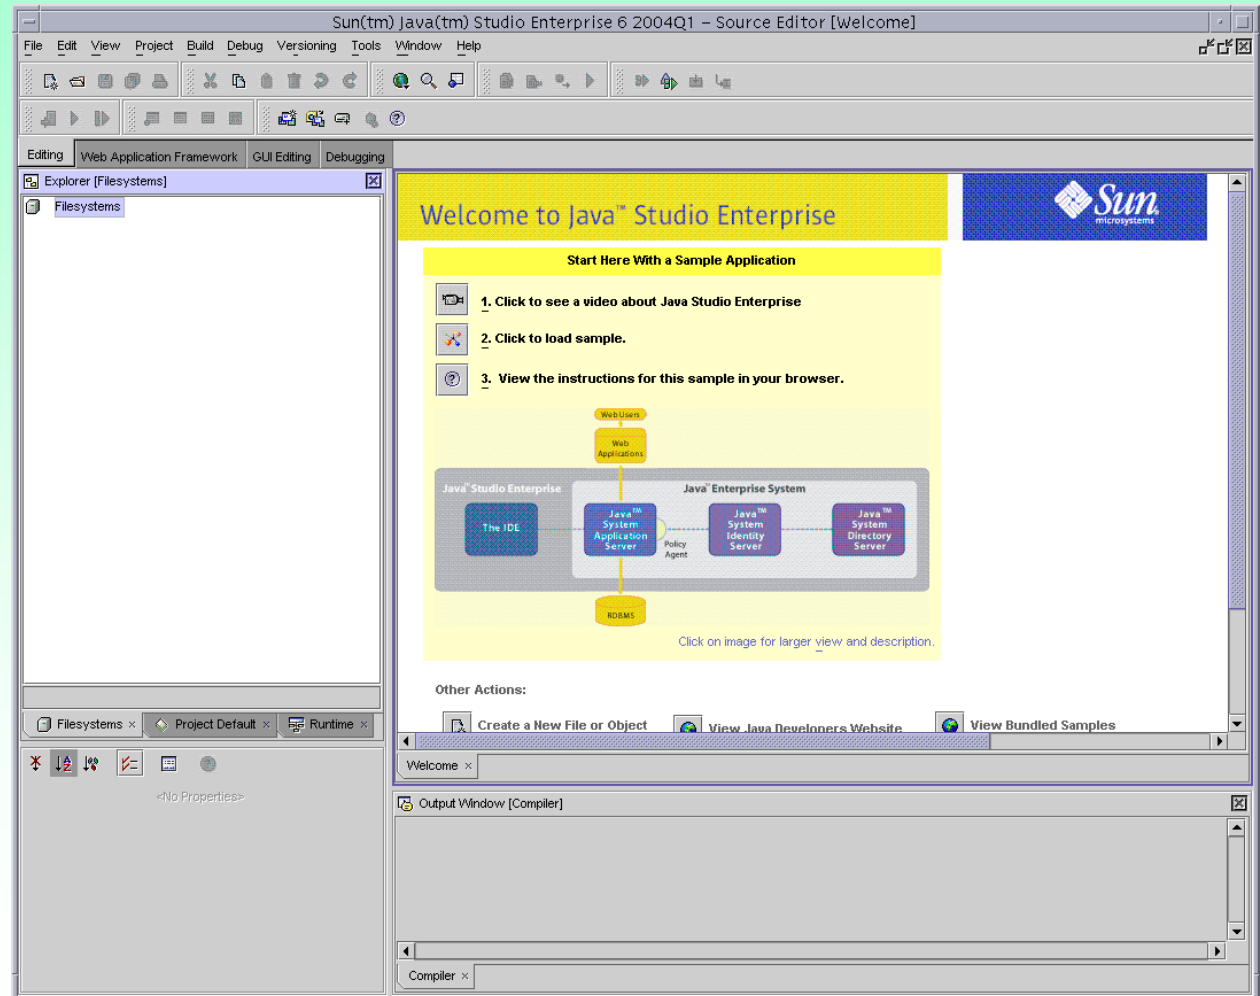 Sun(tm) Java(tm) Studio Enterprise 6 2004Q1 – Source Editor [Welcome]
File Edit View Project Build Debug Versioning Tools Window Help
Editing Web Application Framework GUI Editing Debugging
Explorer [Filesystems]
Filesystems
Filesystems Project Default Runtime
<No Properties>
Welcome to Java™ Studio Enterprise
Sun
microsystems
Start Here With a Sample Application
1. Click to see a video about Java Studio Enterprise
2. Click to load sample.
3. View the instructions for this sample in your browser.
Web Users
Web
Applications
Java™ Studio Enterprise
Java™ Enterprise System
The IDE
Java™
System
Application
Server
Policy
Agent
Java™
System
Identity
Server
Java™
System
Directory
Server
RDBMS
Click on image for larger view and description.
Other Actions:
Create a New File or Object View Java Developers Website View Bundled Samples
Welcome
Output Window [Compiler]
Compiler